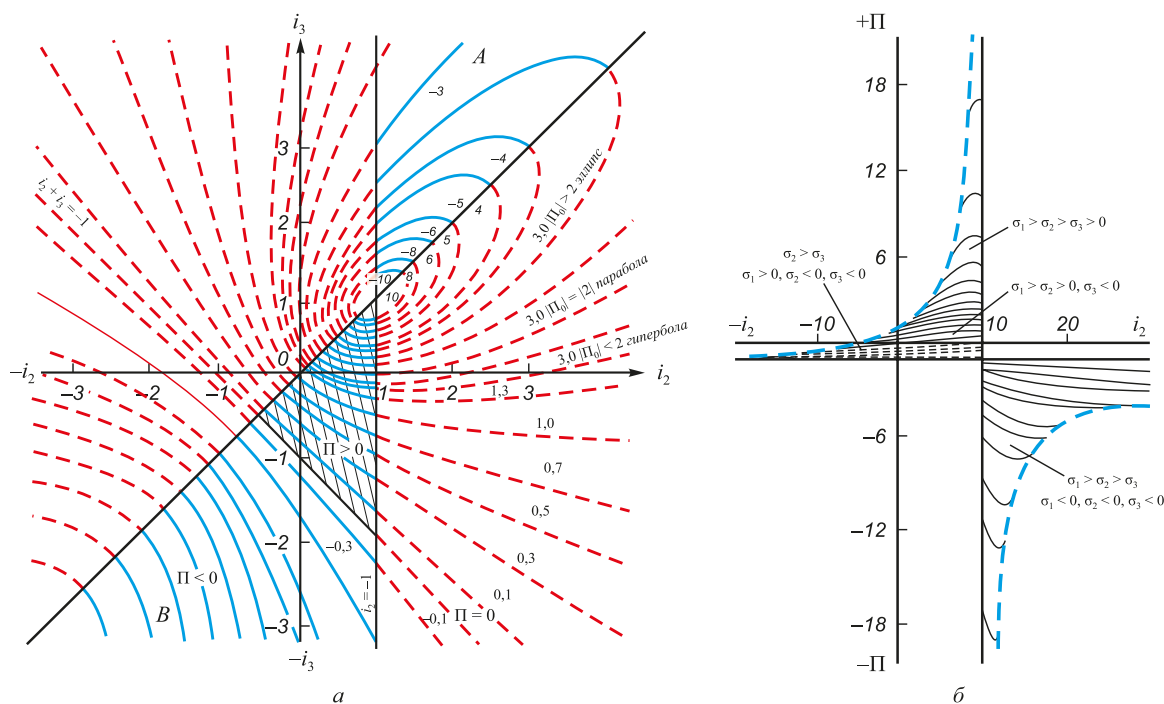 i₃
A
–3
–4
–5
4
–6
5
–8
6
–10
8
10
3
2
1
0
i₂ + i₃ = –1
3,0 |П₀| > 2 эллипс
3,0 |П₀| = |2| парабола
3,0 |П₀| < 2 гипербола
–i₂
–3
–2
–1
1
2
3
i₂
1,3
1,0
0,7
0,5
0,3
0,1
–0,1
П = 0
П > 0
–1
–2
–3
–0,3
i₂ = –1
П < 0
B
–i₃
а
+П
18
12
6
σ₁ > σ₂ > σ₃ > 0
σ₂ > σ₃
σ₁ > 0, σ₂ < 0, σ₃ < 0
σ₁ > σ₂ > 0, σ₃ < 0
–i₂
–10
10
20
i₂
–6
σ₁ > σ₂ > σ₃
σ₁ < 0, σ₂ < 0, σ₃ < 0
–12
–18
–П
б